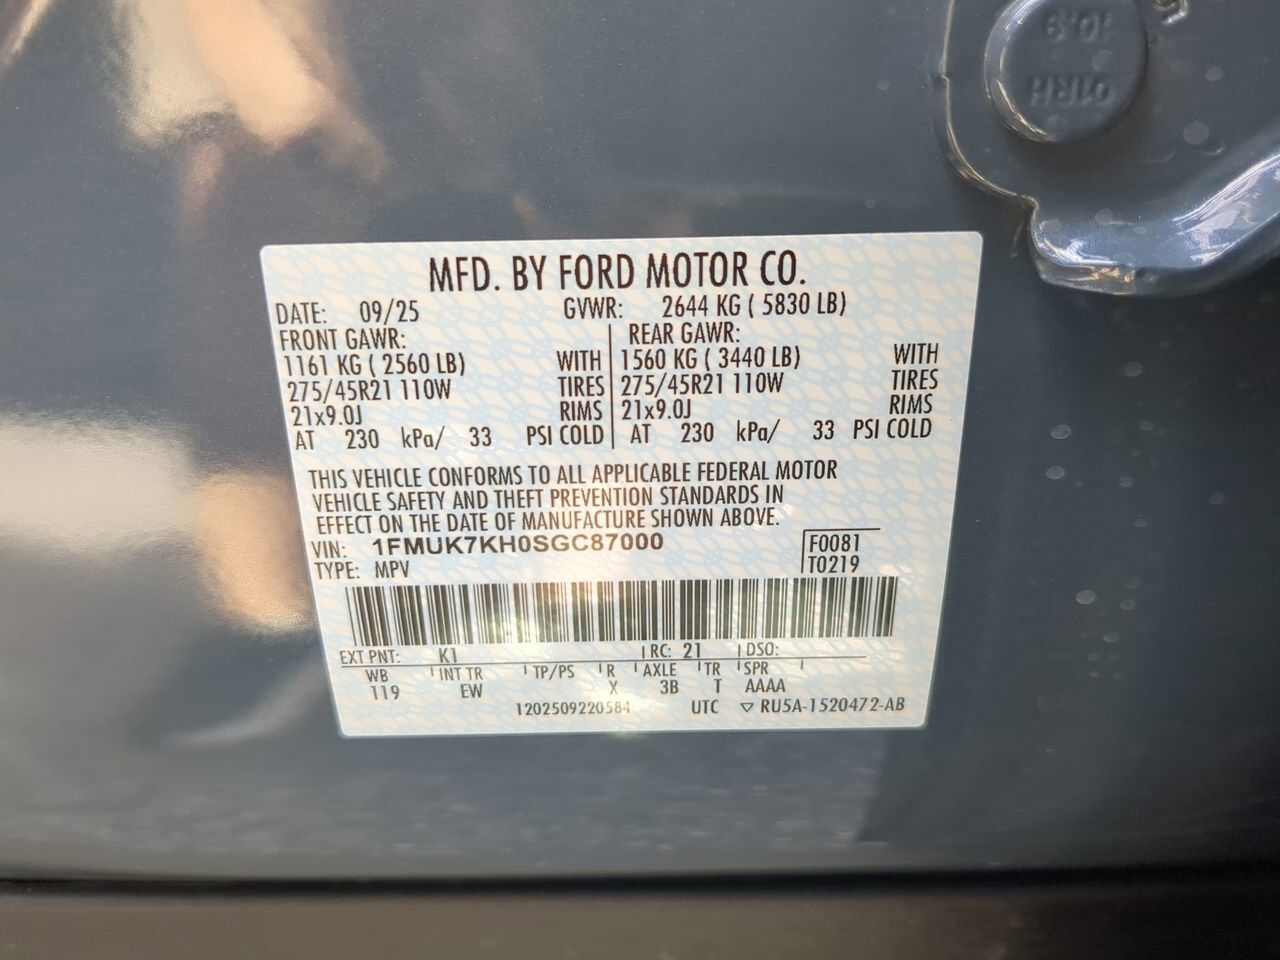 10.9
01RH
MFD. BY FORD MOTOR CO.
DATE: 09/25 GVWR: 2644 KG ( 5830 LB)
FRONT GAWR: REAR GAWR:
1161 KG ( 2560 LB) WITH 1560 KG ( 3440 LB) WITH
275/45R21 110W TIRES 275/45R21 110W TIRES
21x9.0J RIMS 21x9.0J RIMS
AT 230 kPa/ 33 PSI COLD AT 230 kPa/ 33 PSI COLD
THIS VEHICLE CONFORMS TO ALL APPLICABLE FEDERAL MOTOR
VEHICLE SAFETY AND THEFT PREVENTION STANDARDS IN
EFFECT ON THE DATE OF MANUFACTURE SHOWN ABOVE.
VIN: 1FMUK7KH0SGC87000 F0081
TYPE: MPV T0219
EXT PNT: K1 RC: 21 DSO:
WB INT TR TP/PS R AXLE TR SPR
119 EW X 3B T AAAA
1202509220584 UTC ▽ RU5A-1520472-AB